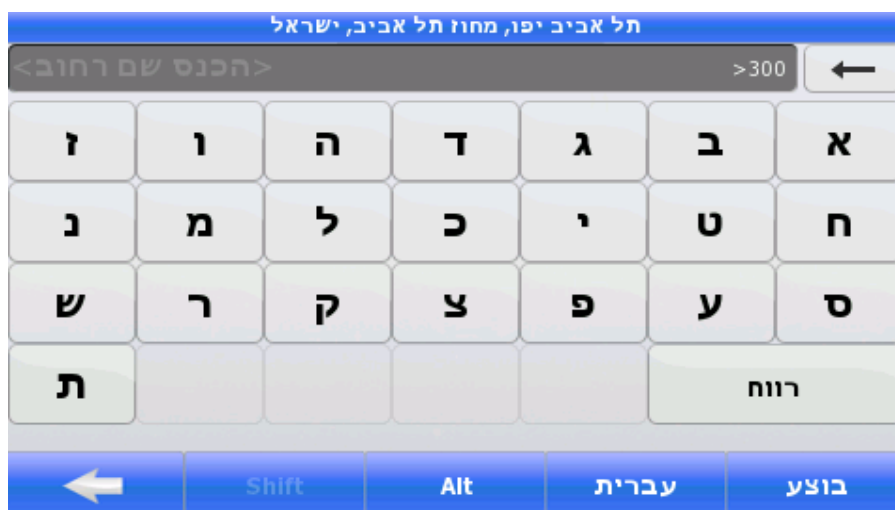 תל אביב יפו, מחוז תל אביב, ישראל
>300 <הכנס שם רחוב>
א ב ג ד ה ו ז
ח ט י כ ל מ נ
ס ע פ צ ק ר ש
רווח ת
בוצע עברית Alt Shift